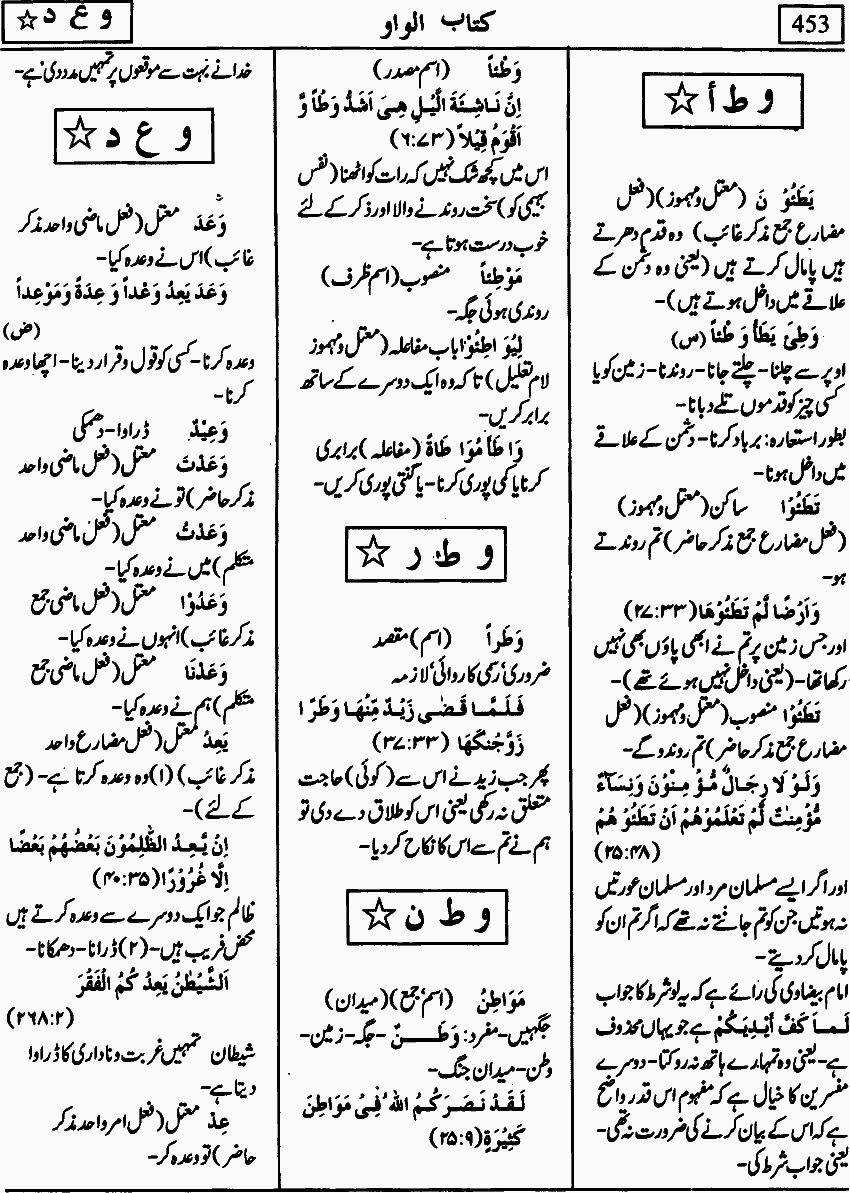 453
کتاب الواو
و ع د ☆
و ط أ ☆
يَطَئُوْ نَ (معتل ومہموز)(فعل
مضارع جمع مذکر غائب) وہ قدم دھرتے
ہیں پامال کرتے ہیں (یعنی وہ دشمن کے
علاقے میں داخل ہوتے ہیں)-
وَطِئَ يَطَأُ وَطْئاً (س)
اوپر سے چلنا- چلتے جانا- روندنا- زمین کو یا
کسی چیز کو قدموں تلے دبانا-
بطور استعارہ: برباد کرنا- دشمن کے علاقے
میں داخل ہونا-
تَطَئُوْا ساکن (معتل ومہموز)
(فعل مضارع جمع مذکر حاضر) تم روندتے
ہو-
وَاَرْضًا لَّمْ تَطَئُوْهَا (۲۷:۳۳)
اور جس زمین پر تم نے ابھی پاؤں بھی نہیں
رکھا تھا- (یعنی داخل نہیں ہوئے تھے)-
تَطَئُوْا منصوب (معتل ومہموز) (فعل
مضارع جمع مذکر حاضر) تم روندو گے-
وَلَوْ لَا رِجَالٌ مُّؤْ مِنُوْنَ وَنِسَآءٌ
مُّؤْمِنٰتٌ لَّمْ تَعْلَمُوْهُمْ اَنْ تَطَئُوْ هُمْ
(۲۵:۴۸)
اور اگر ایسے مسلمان مرد اور مسلمان عورتیں
نہ ہوتیں جن کو تم جانتے نہ تھے کہ اگر تم ان کو
پامال کر دیتے-
امام بیضاوی کی رائے ہے کہ یہ لو شرط کا جواب
لَمـا كَفَّ اَيْدِيَكُمْ ہے جو یہاں محذوف
ہے- یعنی وہ تمہارے ہاتھ نہ روکتا- دوسرے
مفسرین کا خیال ہے کہ مفہوم اس قدر واضح
ہے کہ اس کے بیان کرنے کی ضرورت نہ تھی-
یعنی جواب شرط کی-
وَطْئاً (اسم مصدر)
اِنَّ نَاشِئَةَ الَّيْلِ هِىَ اَشَدُّ وَطْاً وَّ
اَقْوَمُ قِيْلاً (۶:۷۳)
اس میں کچھ شک نہیں کہ رات کو اٹھنا (نفس
بہیمی کو) سخت روندنے والا اور ذکر کے لئے
خوب درست ہوتا ہے-
مَوْطِئاً منصوب (اسم ظرف)
روندی ہوئی جگہ-
لِيُوَ اطِئُوْا باب مفاعلہ (معتل ومہموز
لام تعلیل) تا کہ وہ ایک دوسرے کے ساتھ
برابر کریں-
وَا طَأَ مُوَا طَاةً (مفاعلہ) برابری
کرنا یا کمی پوری کرنا- یا گنتی پوری کریں-
و ط ر ☆
وَطَراً (اسم) مقصد
ضروری/رسمی کاروائی/لازمہ
فَلَمَّا قَضٰى زَيْدٌ مِّنْهَا وَطَرًا
زَوَّجْنٰكَهَا (۳۷:۳۳)
پھر جب زید نے اس سے (کوئی) حاجت
متعلق نہ رکھی یعنی اس کو طلاق دے دی تو
ہم نے تم سے اس کا نکاح کر دیا-
و ط ن ☆
مَوَاطِنُ (اسم، جمع) (میدان)
جگہیں- مفرد: وَطَـنٌ - جگہ- زمین-
وطن- میدان جنگ-
لَقَدْ نَصَرَكُمُ اللهُ فِىْ مَوَاطِنَ
كَثِيْرَةٍ (۲۵:۹)
خدا نے بہت سے موقعوں پر تمہیں مدد دی ہے-
و ع د ☆
وَعَدَ معتل (فعل ماضی واحد مذکر
غائب) اس نے وعدہ کیا-
وَعَدَ يَعِدُ وَعْداً وَ عِدَةً وَمَوْعِداً
(ض)
وعدہ کرنا- کسی کو قول و قرار دینا- اچھا وعدہ
کرنا-
وَعِيْدٌ ڈراوا- دھمکی
وَعَدْتَ معتل (فعل ماضی واحد
مذکر حاضر) تو نے وعدہ کیا-
وَعَدْتُ معتل (فعل ماضی واحد
متکلم) میں نے وعدہ کیا-
وَعَدُوْا معتل (فعل ماضی جمع
مذکر غائب) انہوں نے وعدہ کیا-
وَعَدْنَا معتل (فعل ماضی جمع
متکلم) ہم نے وعدہ کیا-
يَعِدُ معتل (فعل مضارع واحد
مذکر غائب) (۱) وہ وعدہ کرتا ہے- (جمع
کے لئے)-
اِنْ يَّعِدُ الظّٰلِمُوْنَ بَعْضُهُمْ بَعْضًا
اِلَّا غُرُوْرًا (۴۰:۳۵)
ظالم جو ایک دوسرے سے وعدہ کرتے ہیں
محض فریب ہیں- (۲) ڈرانا- دھمکانا-
اَلشَّيْطٰنُ يَعِدُ كُمُ الْفَقْرَ
(۲۶۸:۲)
شیطان تمہیں غربت و ناداری کا ڈراوا
دیتا ہے-
عِدْ معتل (فعل امر واحد مذکر
حاضر) تو وعدہ کر-